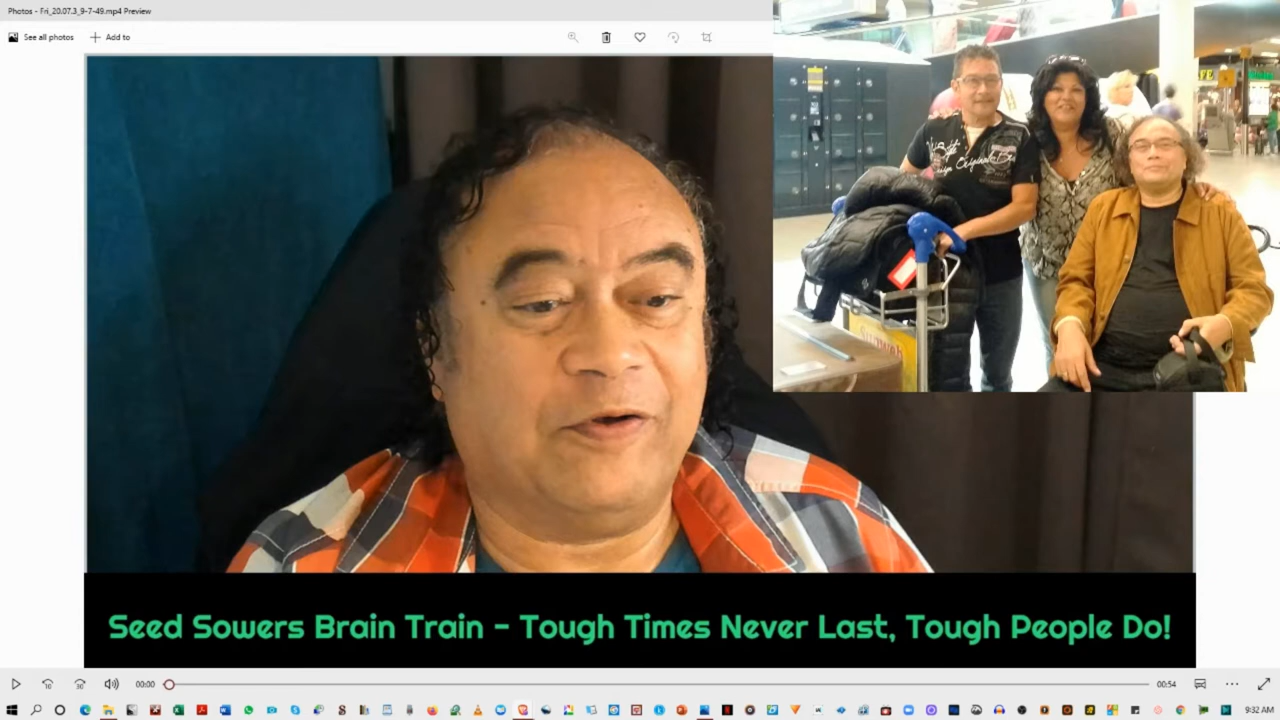 Photos - Fri_20.07.3_9-7-49.mp4 Preview
See all photos
Add to
Seed Sowers Brain Train - Tough Times Never Last, Tough People Do!
00:00
00:54
9:32 AM